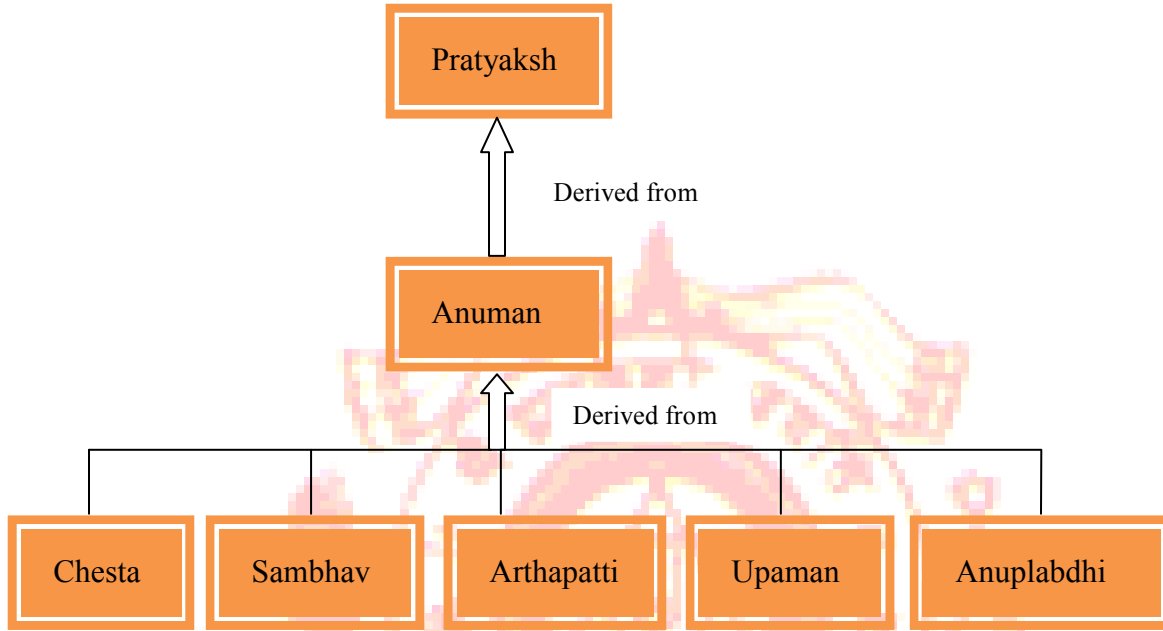 Pratyaksh
Derived from
Anuman
Derived from
Chesta
Sambhav
Arthapatti
Upaman
Anuplabdhi